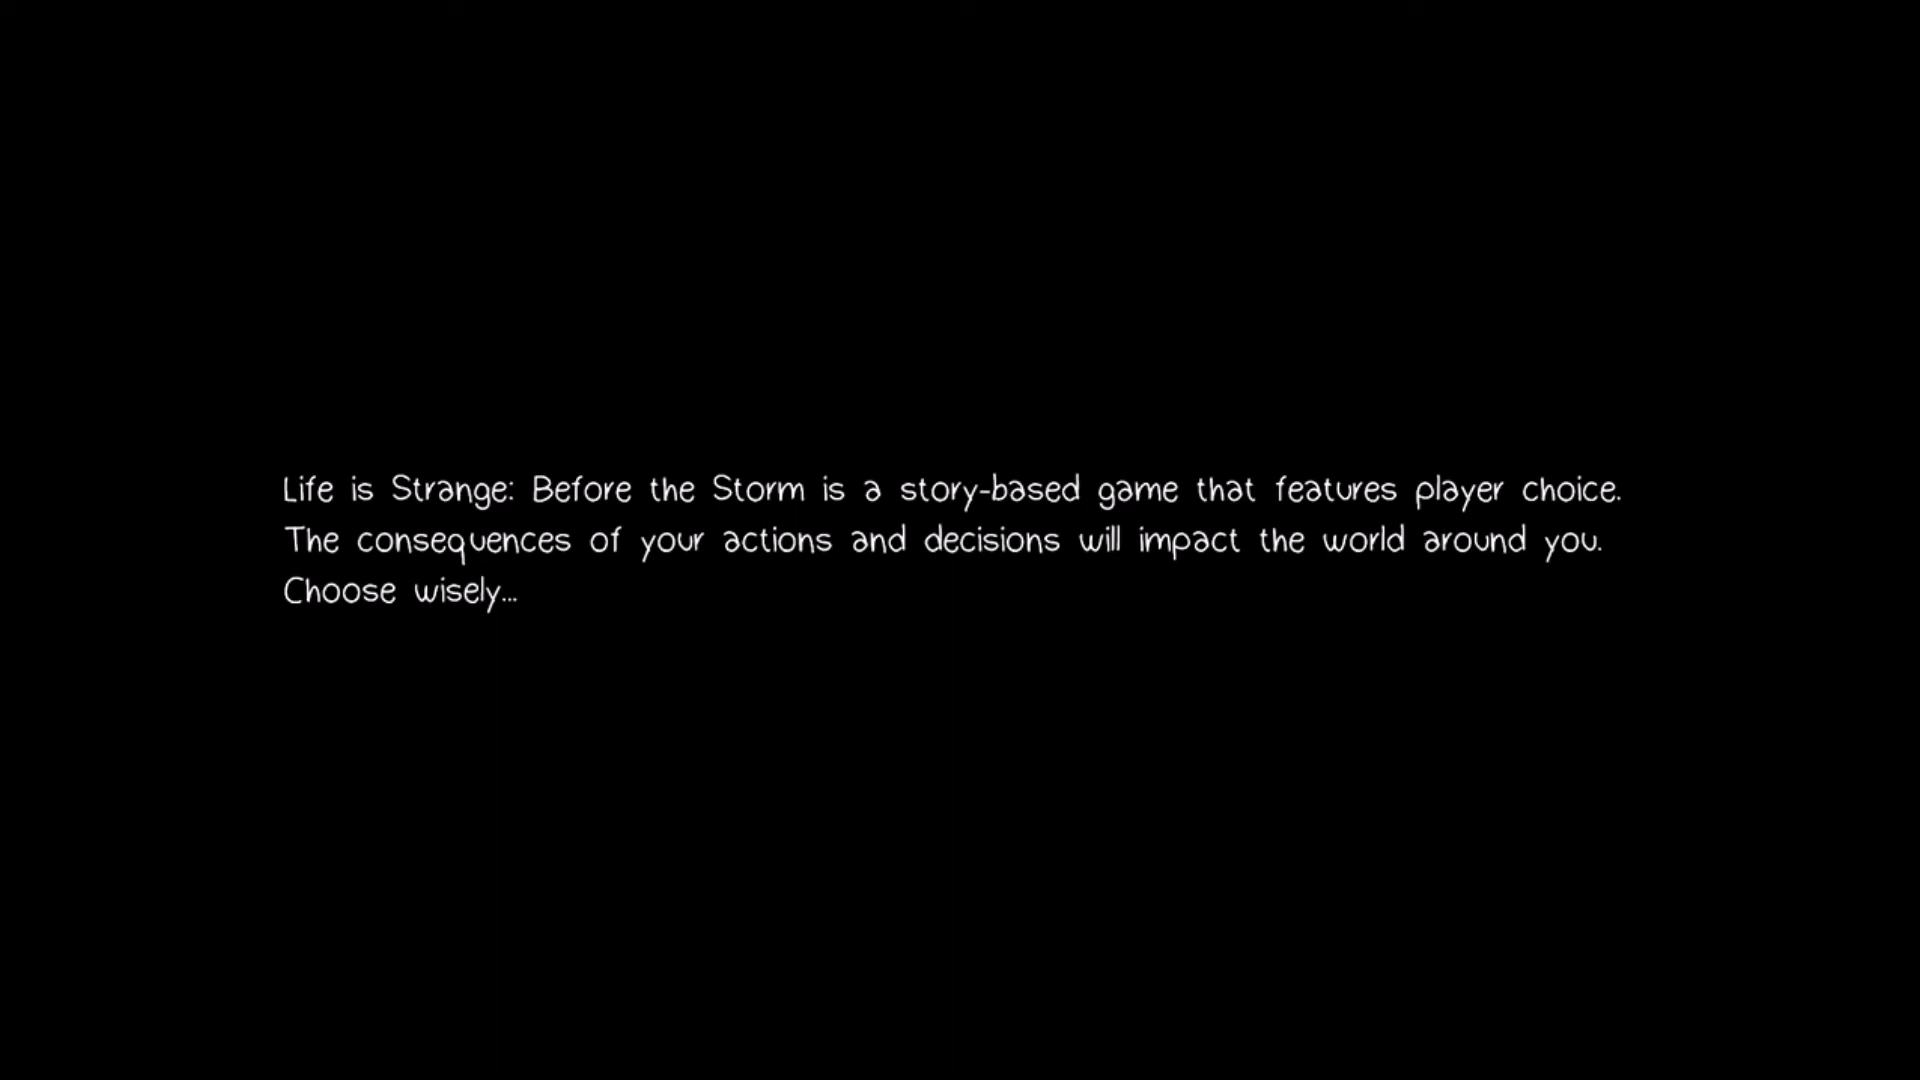 Life is Strange: Before the Storm is a story-based game that features player choice.
The consequences of your actions and decisions will impact the world around you.
Choose wisely...